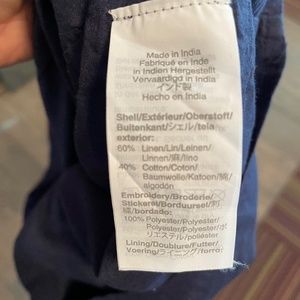 Made in India
Fabriqué en Inde
in Indien Hergestellt
Vervaardigd in India
インド製
Hecho en India
Shell/Extérieur/Oberstoff/
Buitenkant/シェル/tela
exterior:
60% Linen/Lin/Leinen/
Linnen/麻/lino
40% Cotton/Coton/
Baumwolle/Katoen/綿/
algodón
Embroidery/Broderie/
Stickerei/Borduurset/刺
繍/bordado:
100% Polyester/Polyester/
Polyester/Polyester/ポ
リエステル/poliéster
Lining/Doublure/Futter/
Voering/ライニング/forro: